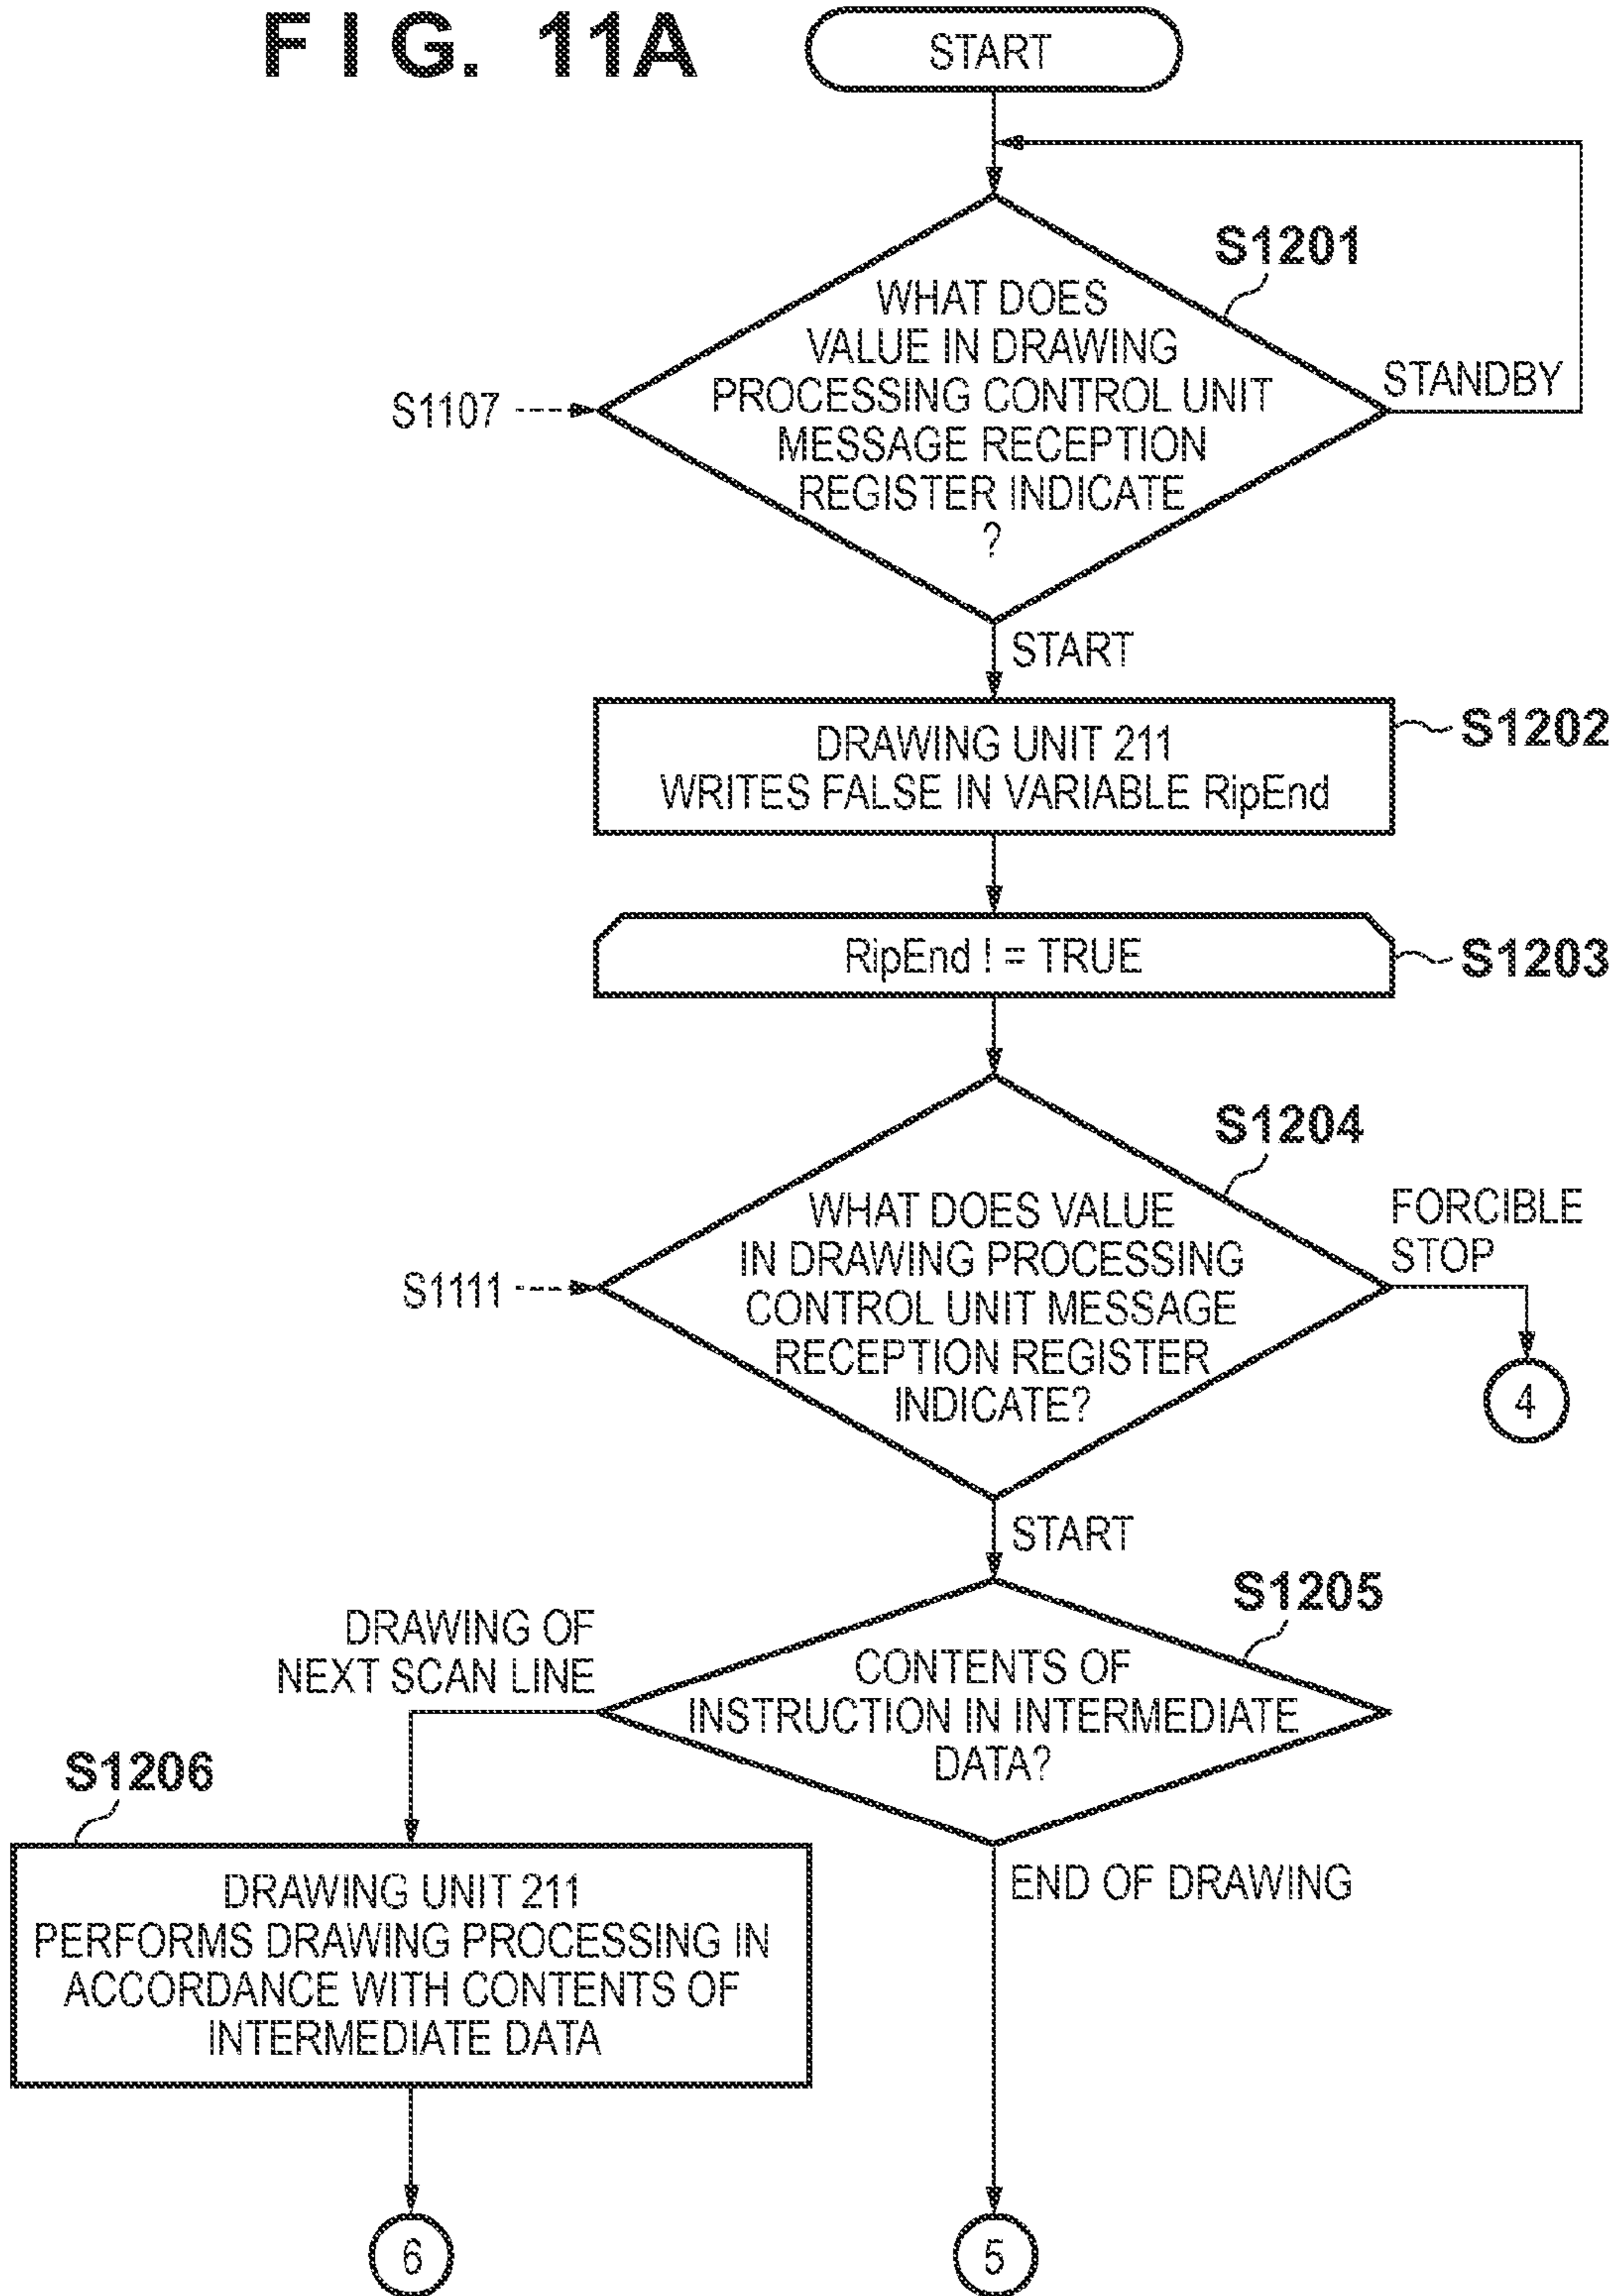 FIG. 11A
START
S1201
WHAT DOES
VALUE IN DRAWING
PROCESSING CONTROL UNIT
MESSAGE RECEPTION
REGISTER INDICATE
?
STANDBY
S1107
START
DRAWING UNIT 211
WRITES FALSE IN VARIABLE RipEnd
S1202
RipEnd ! = TRUE
S1203
S1204
WHAT DOES VALUE
IN DRAWING PROCESSING
CONTROL UNIT MESSAGE
RECEPTION REGISTER
INDICATE?
FORCIBLE
STOP
S1111
4
START
S1205
DRAWING OF
NEXT SCAN LINE
CONTENTS OF
INSTRUCTION IN INTERMEDIATE
DATA?
S1206
DRAWING UNIT 211
PERFORMS DRAWING PROCESSING IN
ACCORDANCE WITH CONTENTS OF
INTERMEDIATE DATA
END OF DRAWING
6
5